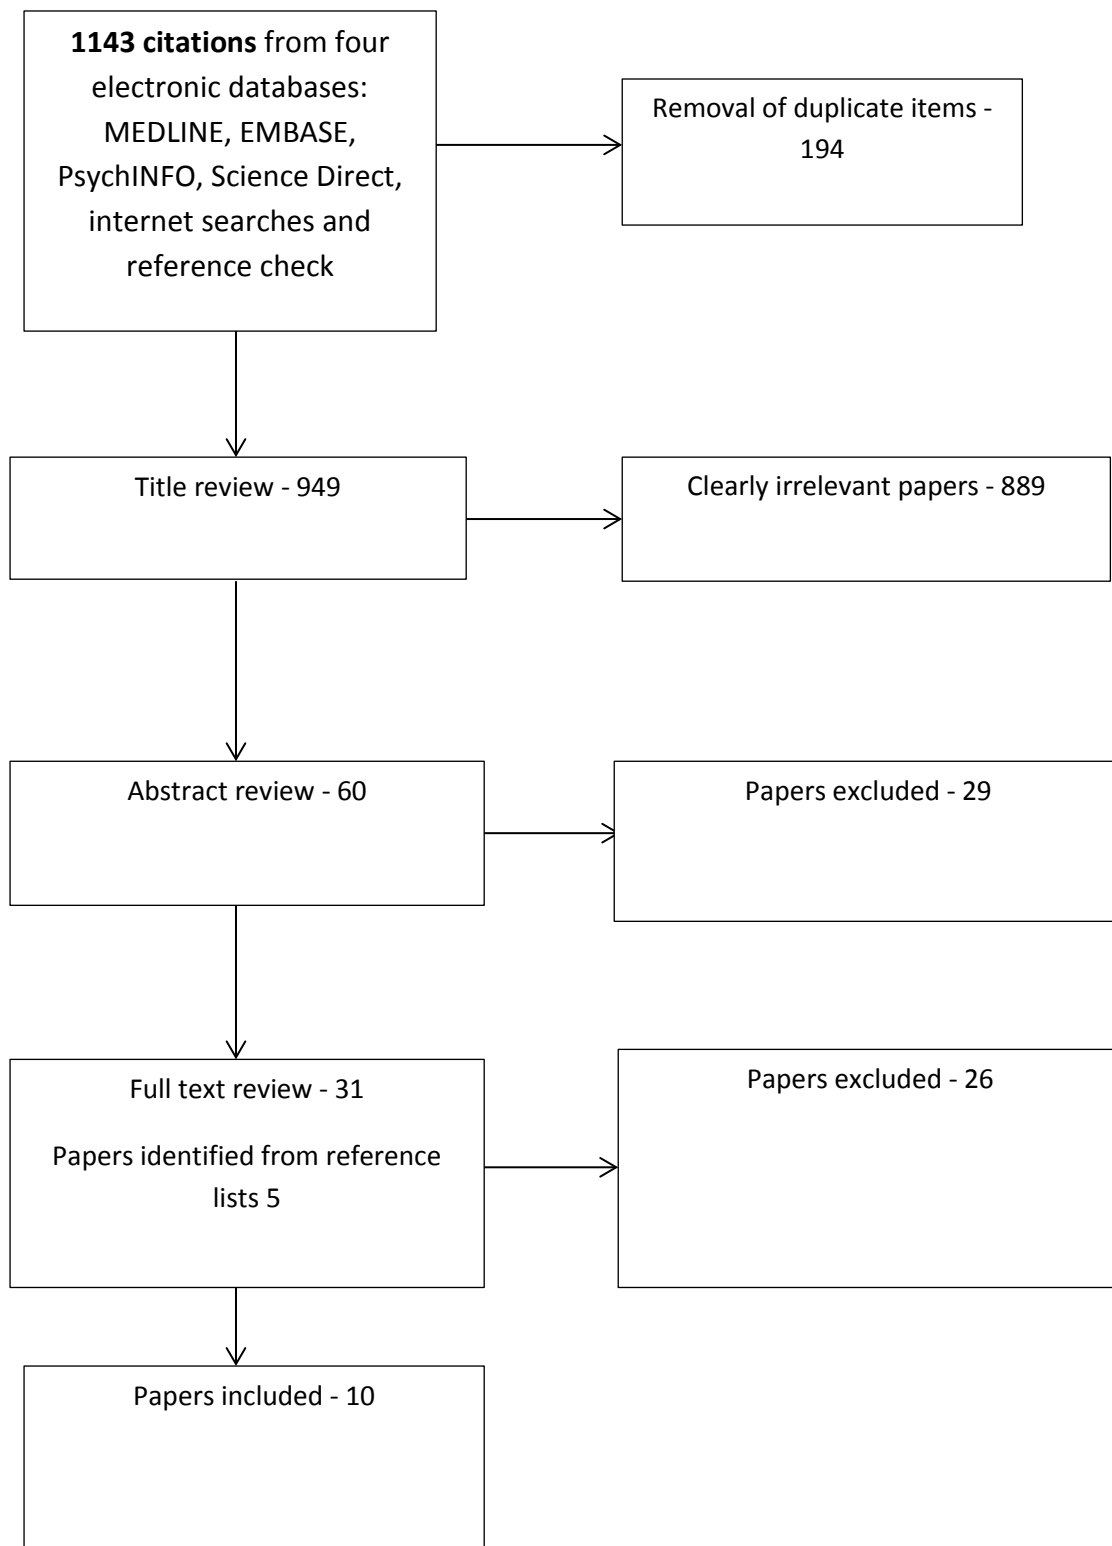 1143 citations from four
electronic databases:
MEDLINE, EMBASE,
PsychINFO, Science Direct,
internet searches and
reference check
Removal of duplicate items -
194
Title review - 949
Clearly irrelevant papers - 889
Abstract review - 60
Papers excluded - 29
Full text review - 31
Papers identified from reference
lists 5
Papers excluded - 26
Papers included - 10